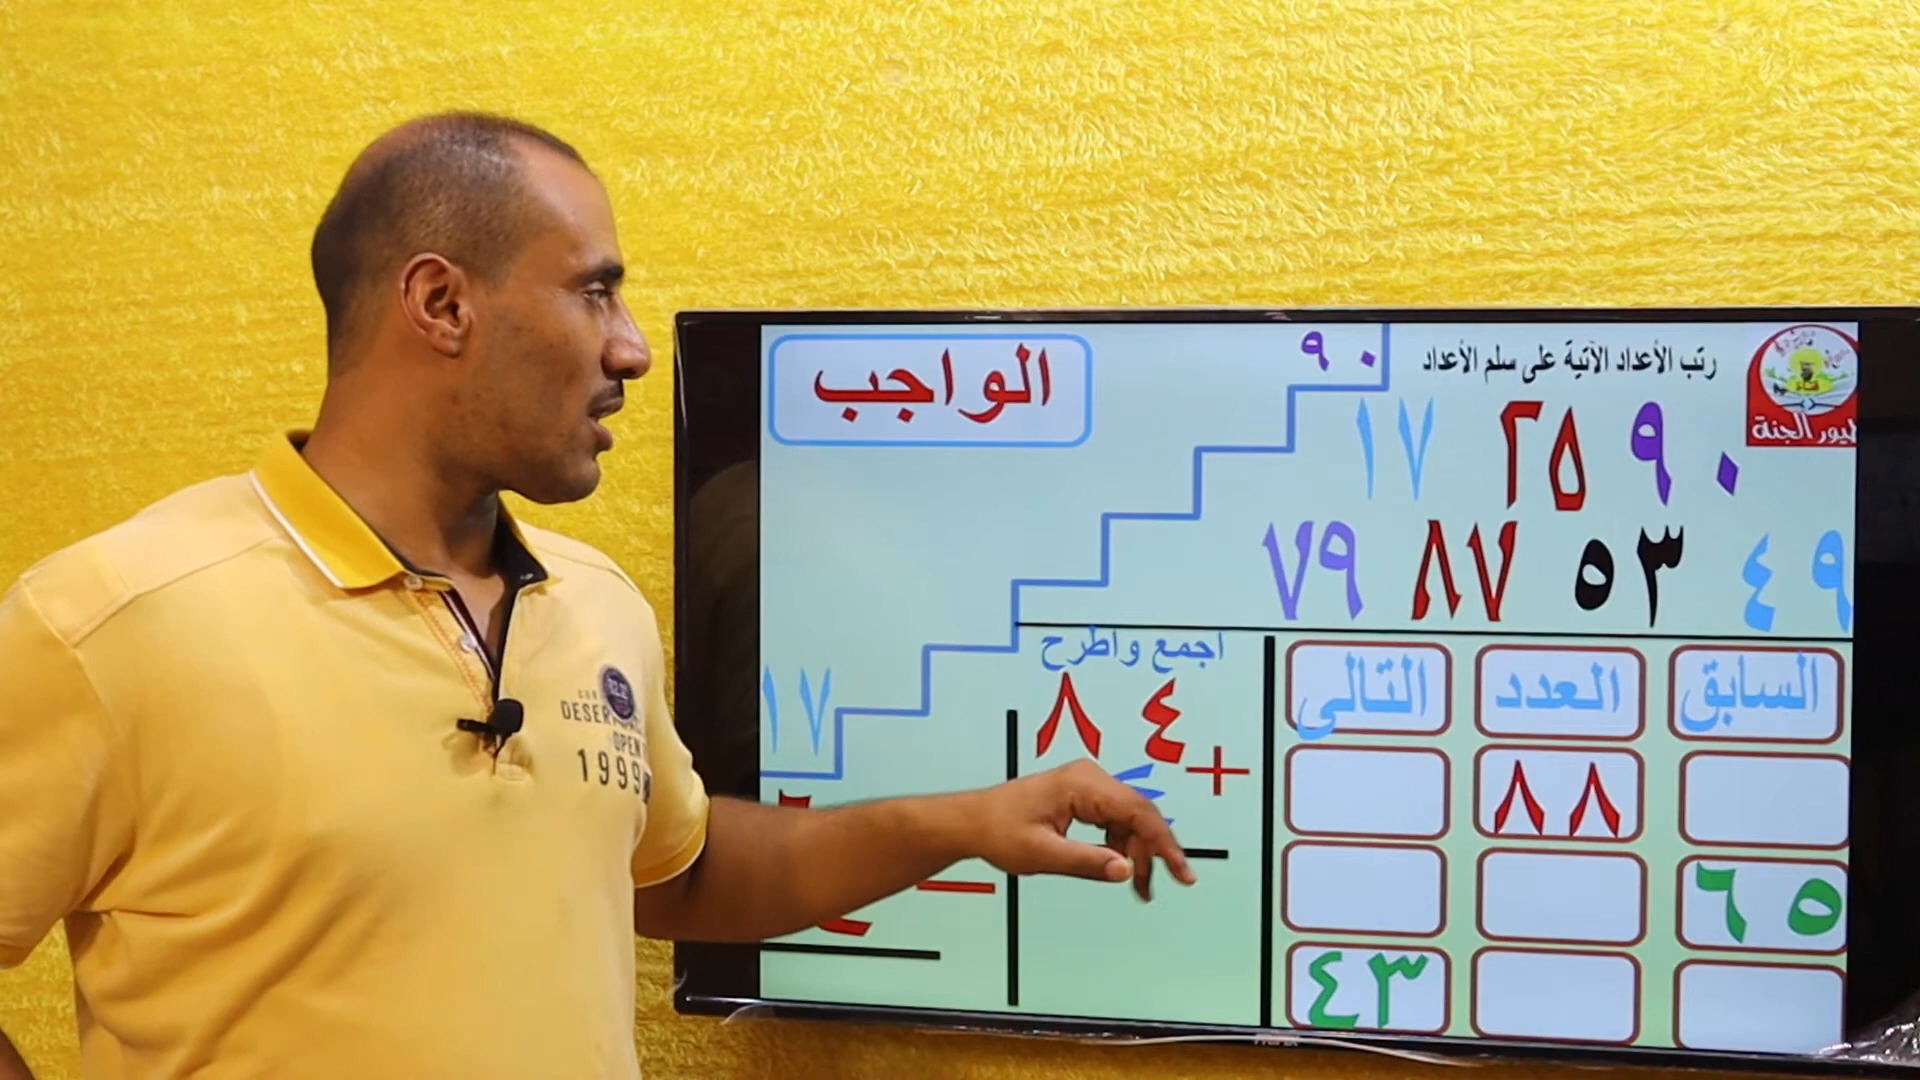 رتب الأعداد الآتية على سلم الأعداد
الواجب
٩٠
١٧ ٢٥ ٩٠
٧٩ ٨٧ ٥٣ ٤٩
طيور الجنة
١٧
اجمع واطرح
٨٤
+
السابق العدد التالى
٨٨
٦٥
٤٣
DESER
OPEN
1999